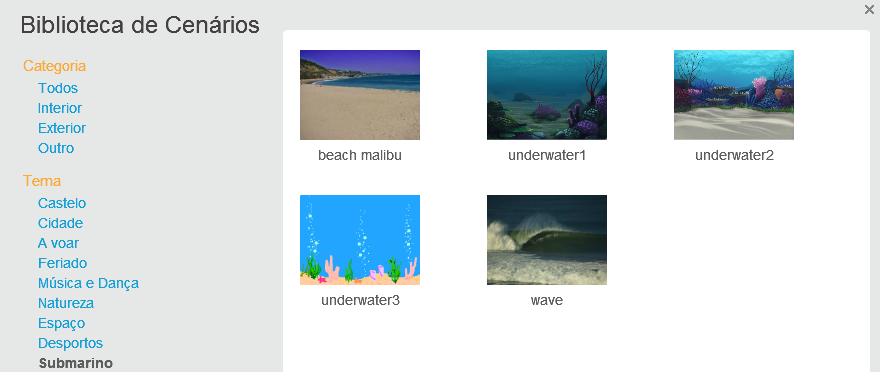 Biblioteca de Cenários
Categoria
Todos
Interior
Exterior
Outro
Tema
Castelo
Cidade
A voar
Feriado
Música e Dança
Natureza
Espaço
Desportos
Submarino
beach malibu
underwater1
underwater2
underwater3
wave